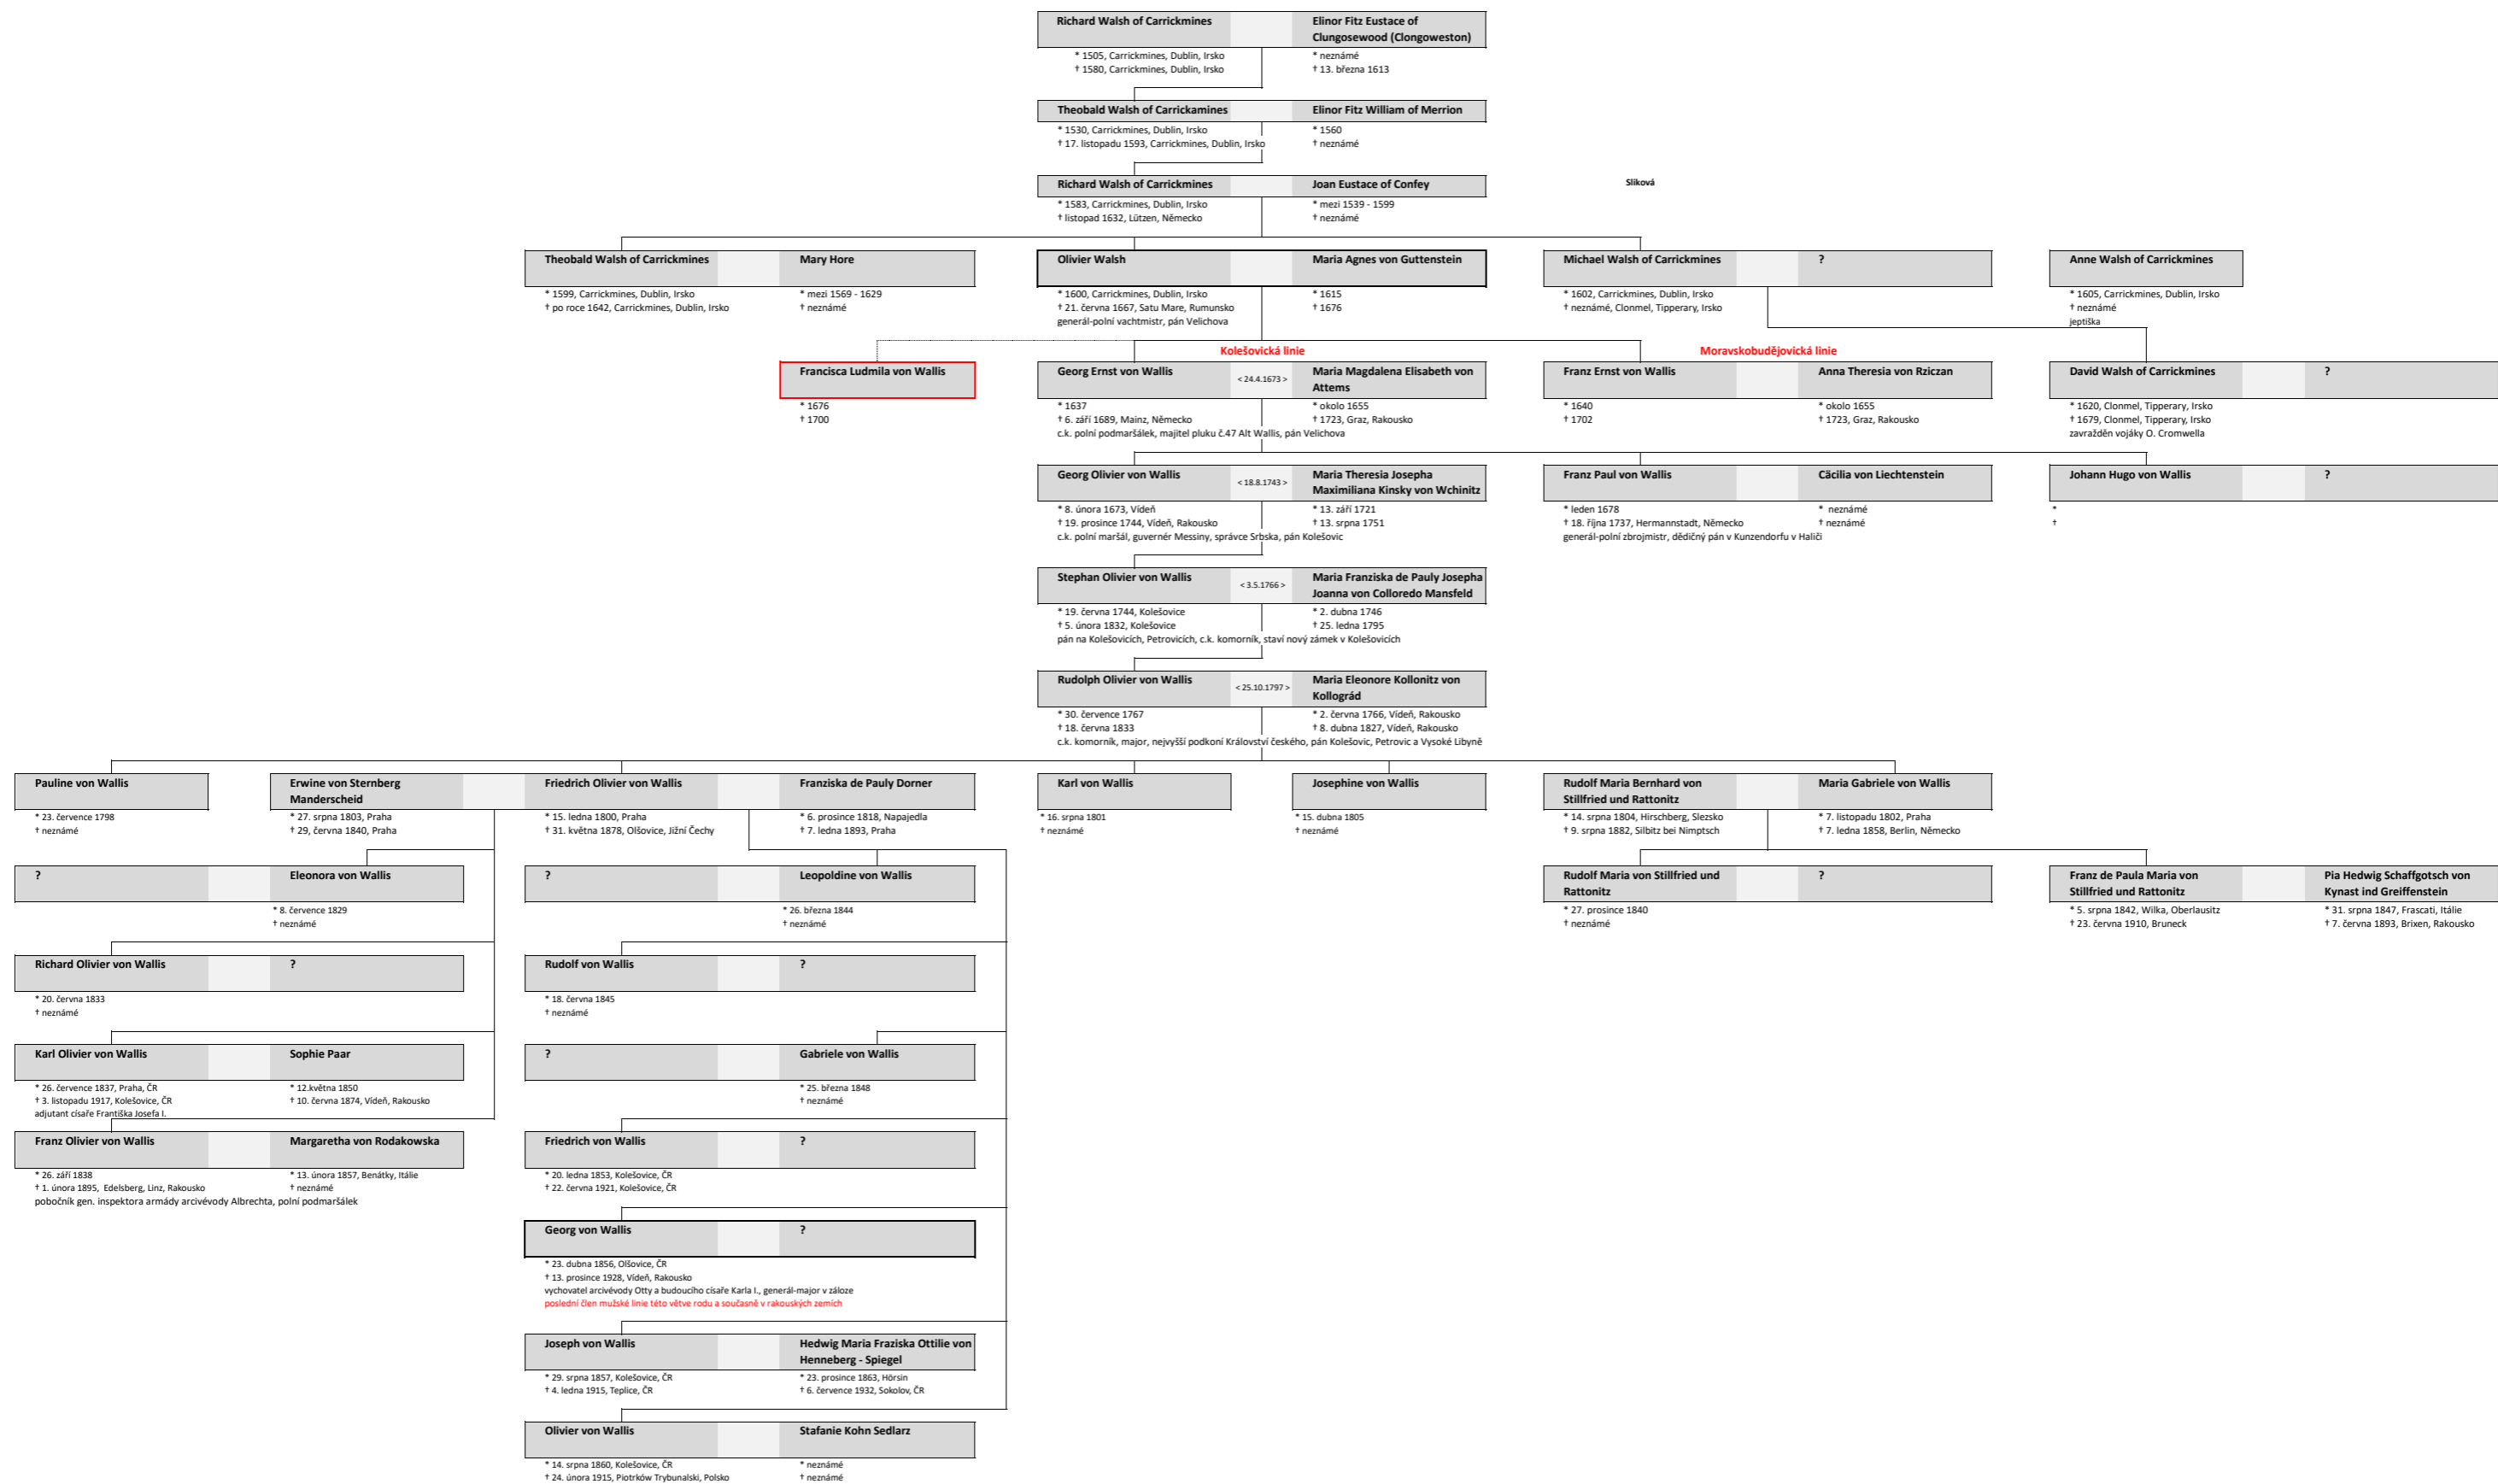 Richard Walsh of Carrickmines
Elinor Fitz Eustace of
Clungosewood (Clongoweston)
* 1505, Carrickmines, Dublin, Irsko
† 1580, Carrickmines, Dublin, Irsko
* neznámé
† 13. března 1613
Theobald Walsh of Carrickamines
Elinor Fitz William of Merrion
* 1530, Carrickmines, Dublin, Irsko
† 17. listopadu 1593, Carrickmines, Dublin, Irsko
* 1560
† neznámé
Richard Walsh of Carrickmines
Joan Eustace of Confey
Sliková
* 1583, Carrickmines, Dublin, Irsko
† listopad 1632, Lützen, Německo
* mezi 1539 - 1599
† neznámé
Theobald Walsh of Carrickmines
Mary Hore
* 1599, Carrickmines, Dublin, Irsko
† po roce 1642, Carrickmines, Dublin, Irsko
* mezi 1569 - 1629
† neznámé
Olivier Walsh
Maria Agnes von Guttenstein
* 1600, Carrickmines, Dublin, Irsko
† 21. června 1667, Satu Mare, Rumunsko
generál-polní vachtmistr, pán Velichova
* 1615
† 1676
Michael Walsh of Carrickmines
?
* 1602, Carrickmines, Dublin, Irsko
† neznámé, Clonmel, Tipperary, Irsko
Anne Walsh of Carrickmines
* 1605, Carrickmines, Dublin, Irsko
† neznámé
jeptiška
Kolešovická linie
Moravskobudějovická linie
Francisca Ludmila von Wallis
* 1676
† 1700
Georg Ernst von Wallis
< 24.4.1673 >
Maria Magdalena Elisabeth von
Attems
* 1637
† 6. září 1689, Mainz, Německo
c.k. polní podmaršálek, majitel pluku č.47 Alt Wallis, pán Velichova
* okolo 1655
† 1723, Graz, Rakousko
Franz Ernst von Wallis
Anna Theresia von Rziczan
* 1640
† 1702
* okolo 1655
† 1723, Graz, Rakousko
David Walsh of Carrickmines
?
* 1620, Clonmel, Tipperary, Irsko
† 1679, Clonmel, Tipperary, Irsko
zavražděn vojáky O. Cromwella
Georg Olivier von Wallis
< 18.8.1743 >
Maria Theresia Josepha
Maximiliana Kinsky von Wchinitz
* 8. února 1673, Vídeň
† 19. prosince 1744, Vídeň, Rakousko
c.k. polní maršál, guvernér Messiny, správce Srbska, pán Kolešovic
* 13. září 1721
† 13. srpna 1751
Franz Paul von Wallis
Cäcilia von Liechtenstein
* leden 1678
† 18. října 1737, Hermannstadt, Německo
generál-polní zbrojmistr, dědičný pán v Kunzendorfu v Haliči
* neznámé
† neznámé
Johann Hugo von Wallis
?
*
†
Stephan Olivier von Wallis
< 3.5.1766 >
Maria Franziska de Pauly Josepha
Joanna von Colloredo Mansfeld
* 19. června 1744, Kolešovice
† 5. února 1832, Kolešovice
pán na Kolešovicích, Petrovicích, c.k. komorník, staví nový zámek v Kolešovicích
* 2. dubna 1746
† 25. ledna 1795
Rudolph Olivier von Wallis
< 25.10.1797 >
Maria Eleonore Kollonitz von
Kollográd
* 30. července 1767
† 18. června 1833
c.k. komorník, major, nejvyšší podkoní Království českého, pán Kolešovic, Petrovic a Vysoké Libyně
* 2. června 1766, Vídeň, Rakousko
† 8. dubna 1827, Vídeň, Rakousko
Pauline von Wallis
* 23. července 1798
† neznámé
Erwine von Sternberg
Manderscheid
* 27. srpna 1803, Praha
† 29, června 1840, Praha
Friedrich Olivier von Wallis
* 15. ledna 1800, Praha
† 31. květná 1878, Olšovice, Jižní Čechy
Franziska de Pauly Dorner
* 6. prosince 1818, Napajedla
† 7. ledna 1893, Praha
Karl von Wallis
* 16. srpna 1801
† neznámé
Josephine von Wallis
* 15. dubna 1805
† neznámé
Rudolf Maria Bernhard von
Stillfried und Rattonitz
* 14. srpna 1804, Hirschberg, Slezsko
† 9. srpna 1882, Silbitz bei Nimptsch
Maria Gabriele von Wallis
* 7. listopadu 1802, Praha
† 7. ledna 1858, Berlin, Německo
?
Eleonora von Wallis
* 8. července 1829
† neznámé
?
Leopoldine von Wallis
* 26. března 1844
† neznámé
Rudolf Maria von Stillfried und
Rattonitz
?
* 27. prosince 1840
† neznámé
Franz de Paula Maria von
Stillfried und Rattonitz
* 5. srpna 1842, Wilka, Oberlausitz
† 23. června 1910, Bruneck
Pia Hedwig Schaffgotsch von
Kynast ind Greiffenstein
* 31. srpna 1847, Frascati, Itálie
† 7. června 1893, Brixen, Rakousko
Richard Olivier von Wallis
?
* 20. června 1833
† neznámé
Rudolf von Wallis
?
* 18. června 1845
† neznámé
Karl Olivier von Wallis
Sophie Paar
* 26. července 1837, Praha, ČR
† 3. listopadu 1917, Kolešovice, ČR
adjutant císaře Františka Josefa I.
* 12.května 1850
† 10. června 1874, Vídeň, Rakousko
?
Gabriele von Wallis
* 25. března 1848
† neznámé
Franz Olivier von Wallis
Margaretha von Rodakowska
* 26. září 1838
† 1. února 1895, Edelsberg, Linz, Rakousko
pobočník gen. inspektora armády arcivévody Albrechta, polní podmaršálek
* 13. února 1857, Benátky, Itálie
† neznámé
Friedrich von Wallis
?
* 20. ledna 1853, Kolešovice, ČR
† 22. června 1921, Kolešovice, ČR
Georg von Wallis
?
* 23. dubna 1856, Olšovice, ČR
† 13. prosince 1928, Vídeň, Rakousko
vychovatel arcivévody Otty a budoucího císaře Karla I., generál-major v záloze
poslední člen mužské linie této větve rodu a současně v rakouských zemích
Joseph von Wallis
Hedwig Maria Fraziska Ottilie von
Henneberg - Spiegel
* 29. srpna 1857, Kolešovice, ČR
† 4. ledna 1915, Teplice, ČR
* 23. prosince 1863, Hörsin
† 6. července 1932, Sokolov, ČR
Olivier von Wallis
Stafanie Kohn Sedlarz
* 14. srpna 1860, Kolešovice, ČR
† 24. února 1915, Piotrków Trybunalski, Polsko
* neznámé
† neznámé